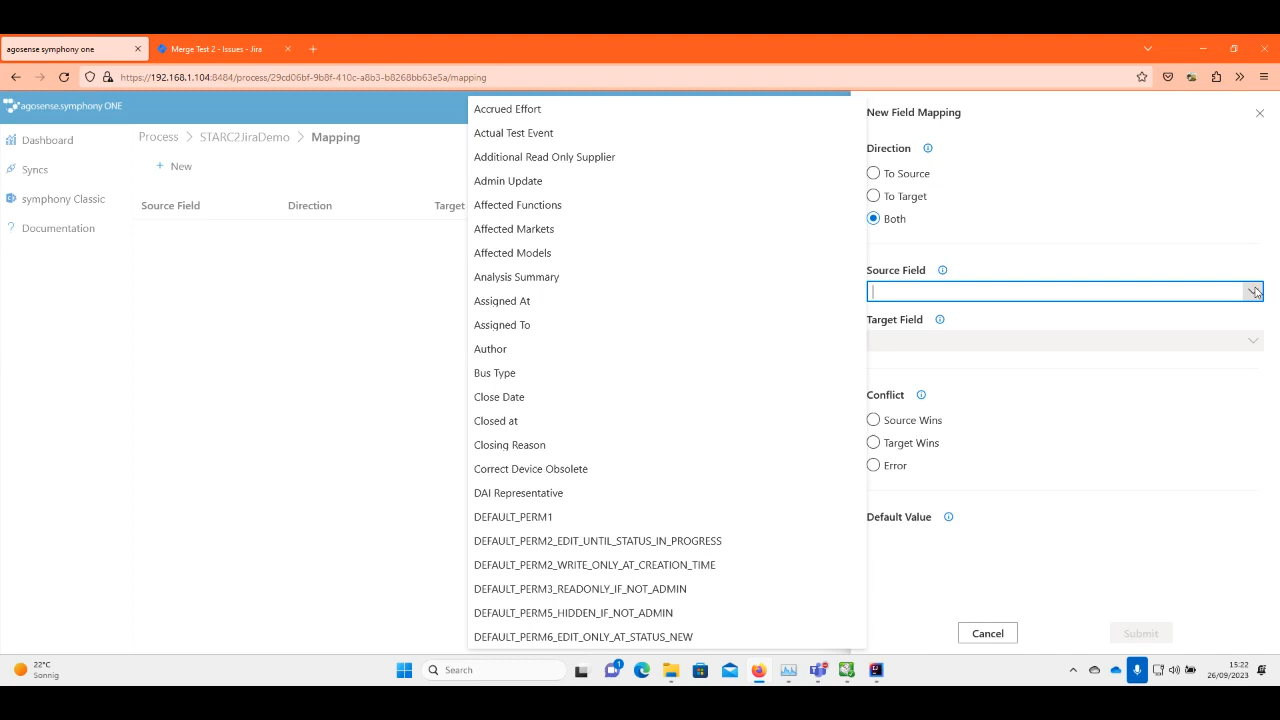 agosense symphony one
Merge Test 2 - Issues - Jira
https://192.168.1.104:8484/process/29cd06bf-9b8f-410c-a8b3-b8268bb63e5a/mapping
agosense.symphony ONE
Dashboard
Syncs
symphony Classic
Documentation
Process > STARC2JiraDemo > Mapping
+ New
Source Field
Direction
Target
Accrued Effort
Actual Test Event
Additional Read Only Supplier
Admin Update
Affected Functions
Affected Markets
Affected Models
Analysis Summary
Assigned At
Assigned To
Author
Bus Type
Close Date
Closed at
Closing Reason
Correct Device Obsolete
DAI Representative
DEFAULT_PERM1
DEFAULT_PERM2_EDIT_UNTIL_STATUS_IN_PROGRESS
DEFAULT_PERM2_WRITE_ONLY_AT_CREATION_TIME
DEFAULT_PERM3_READONLY_IF_NOT_ADMIN
DEFAULT_PERM5_HIDDEN_IF_NOT_ADMIN
DEFAULT_PERM6_EDIT_ONLY_AT_STATUS_NEW
New Field Mapping
Direction
To Source
To Target
Both
Source Field
Target Field
Conflict
Source Wins
Target Wins
Error
Default Value
Cancel
Submit
22°C
Sonnig
Search
1
15:22
26/09/2023